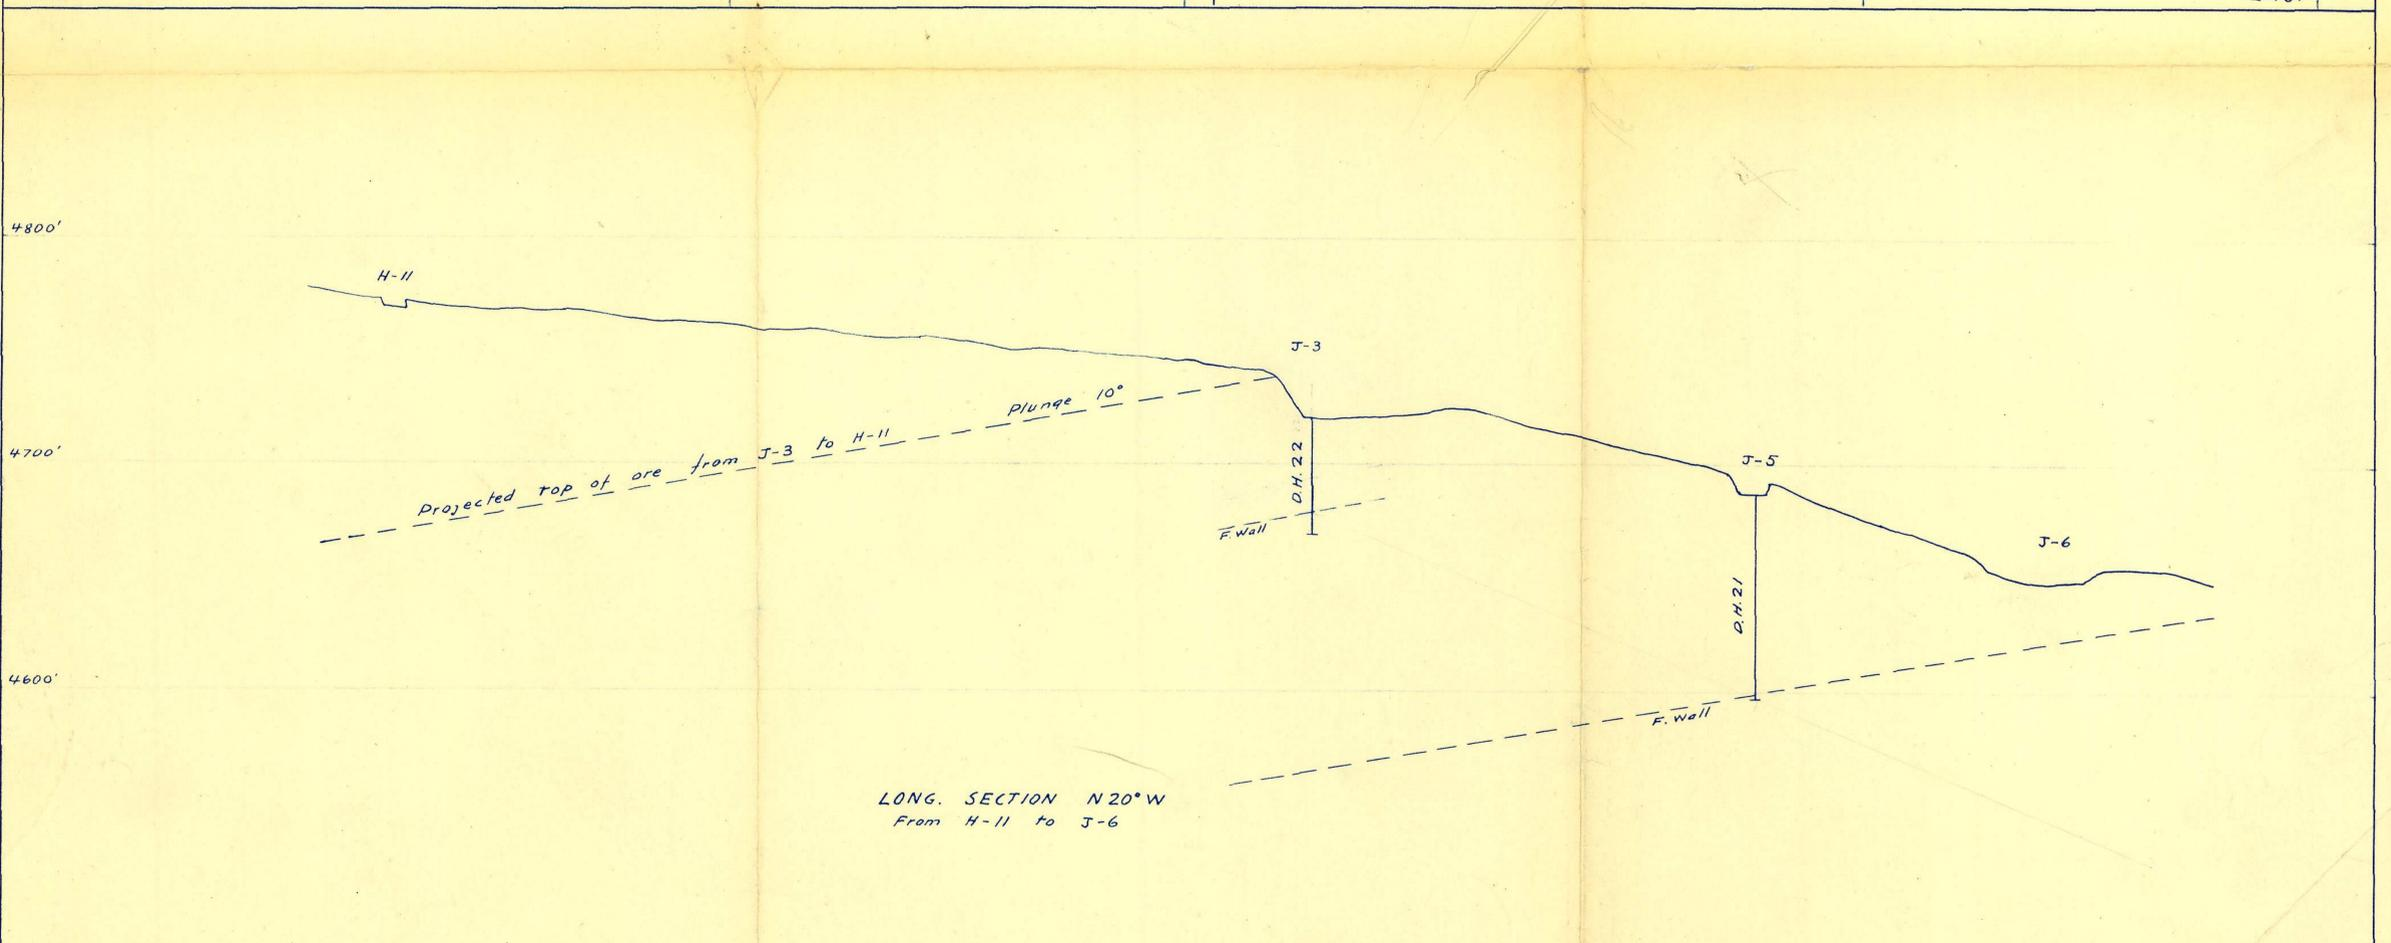 4800'
H-11
J-3
Plunge 10°
Projected Top of ore from J-3 to H-11
4700'
D.H. 22
J-5
F. Wall
J-6
D.H. 21
4600'
F. Wall
LONG. SECTION N 20° W
From H-11 to J-6